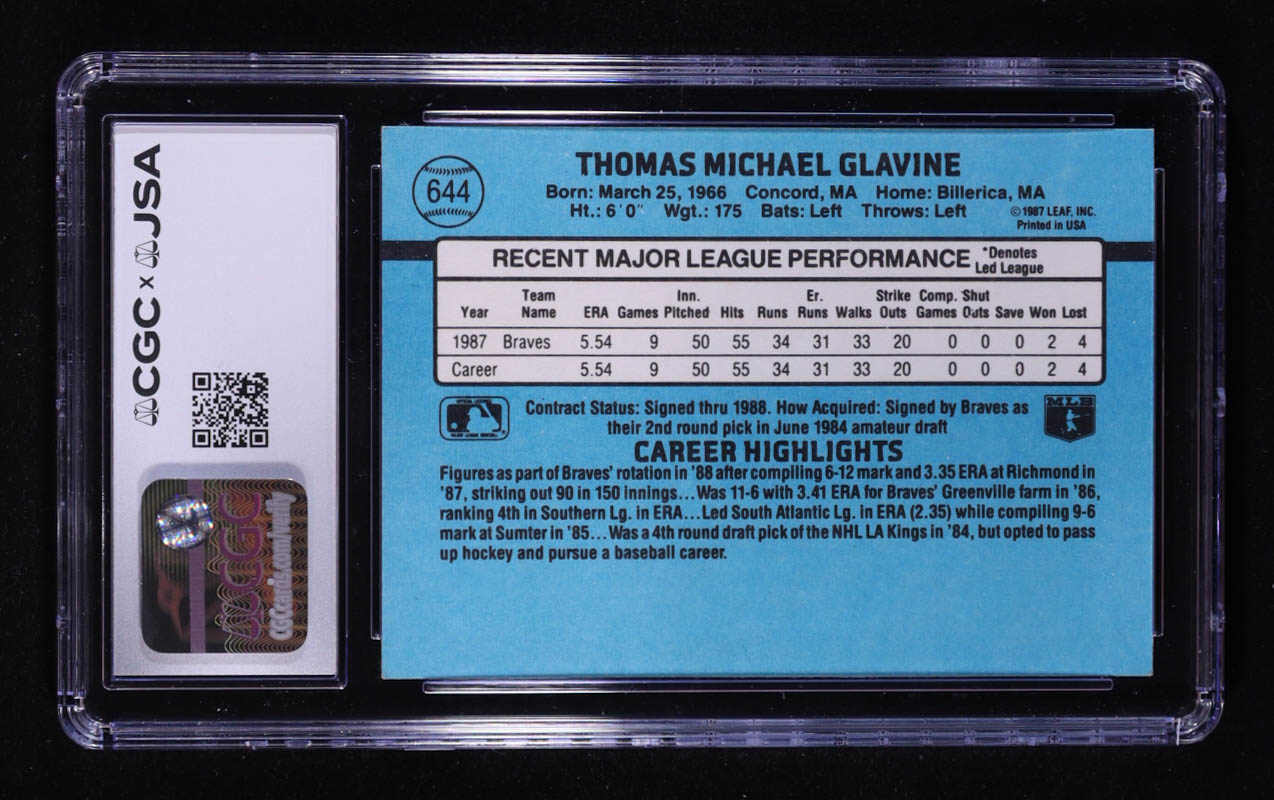 CGC x JSA
CGC
CGCcards.com/verify
644
THOMAS MICHAEL GLAVINE
Born: March 25, 1966 Concord, MA Home: Billerica, MA
Ht.: 6'0" Wgt.: 175 Bats: Left Throws: Left
©1987 LEAF, INC.
Printed in USA
RECENT MAJOR LEAGUE PERFORMANCE *Denotes Led League
Year Team Name ERA Games Inn. Pitched Hits Runs Er. Runs Walks Strike Outs Comp. Games Shut Outs Save Won Lost
1987 Braves 5.54 9 50 55 34 31 33 20 0 0 0 2 4
Career 5.54 9 50 55 34 31 33 20 0 0 0 2 4
Contract Status: Signed thru 1988. How Acquired: Signed by Braves as
their 2nd round pick in June 1984 amateur draft
MLB
CAREER HIGHLIGHTS
Figures as part of Braves' rotation in '88 after compiling 6-12 mark and 3.35 ERA at Richmond in
'87, striking out 90 in 150 innings...Was 11-6 with 3.41 ERA for Braves' Greenville farm in '86,
ranking 4th in Southern Lg. in ERA...Led South Atlantic Lg. in ERA (2.35) while compiling 9-6
mark at Sumter in '85...Was a 4th round draft pick of the NHL LA Kings in '84, but opted to pass
up hockey and pursue a baseball career.